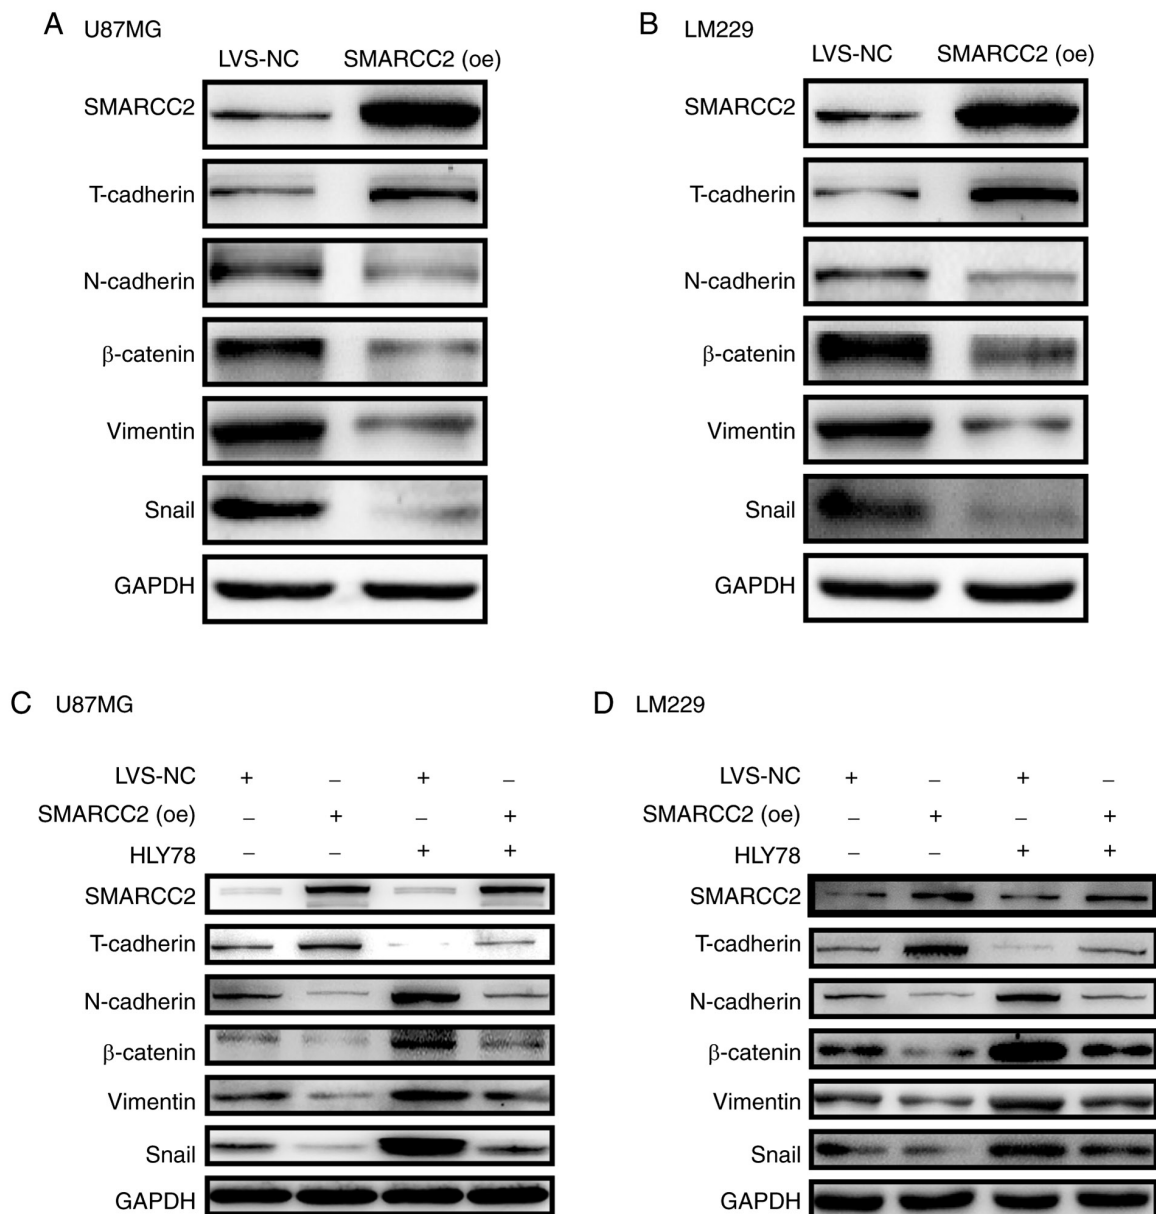 A U87MG
LVS-NC SMARCC2 (oe)
SMARCC2
T-cadherin
N-cadherin
β-catenin
Vimentin
Snail
GAPDH
B LM229
LVS-NC SMARCC2 (oe)
SMARCC2
T-cadherin
N-cadherin
β-catenin
Vimentin
Snail
GAPDH
C U87MG
LVS-NC + – + –
SMARCC2 (oe) – + – +
HLY78 – – + +
SMARCC2
T-cadherin
N-cadherin
β-catenin
Vimentin
Snail
GAPDH
D LM229
LVS-NC + – + –
SMARCC2 (oe) – + – +
HLY78 – – + +
SMARCC2
T-cadherin
N-cadherin
β-catenin
Vimentin
Snail
GAPDH